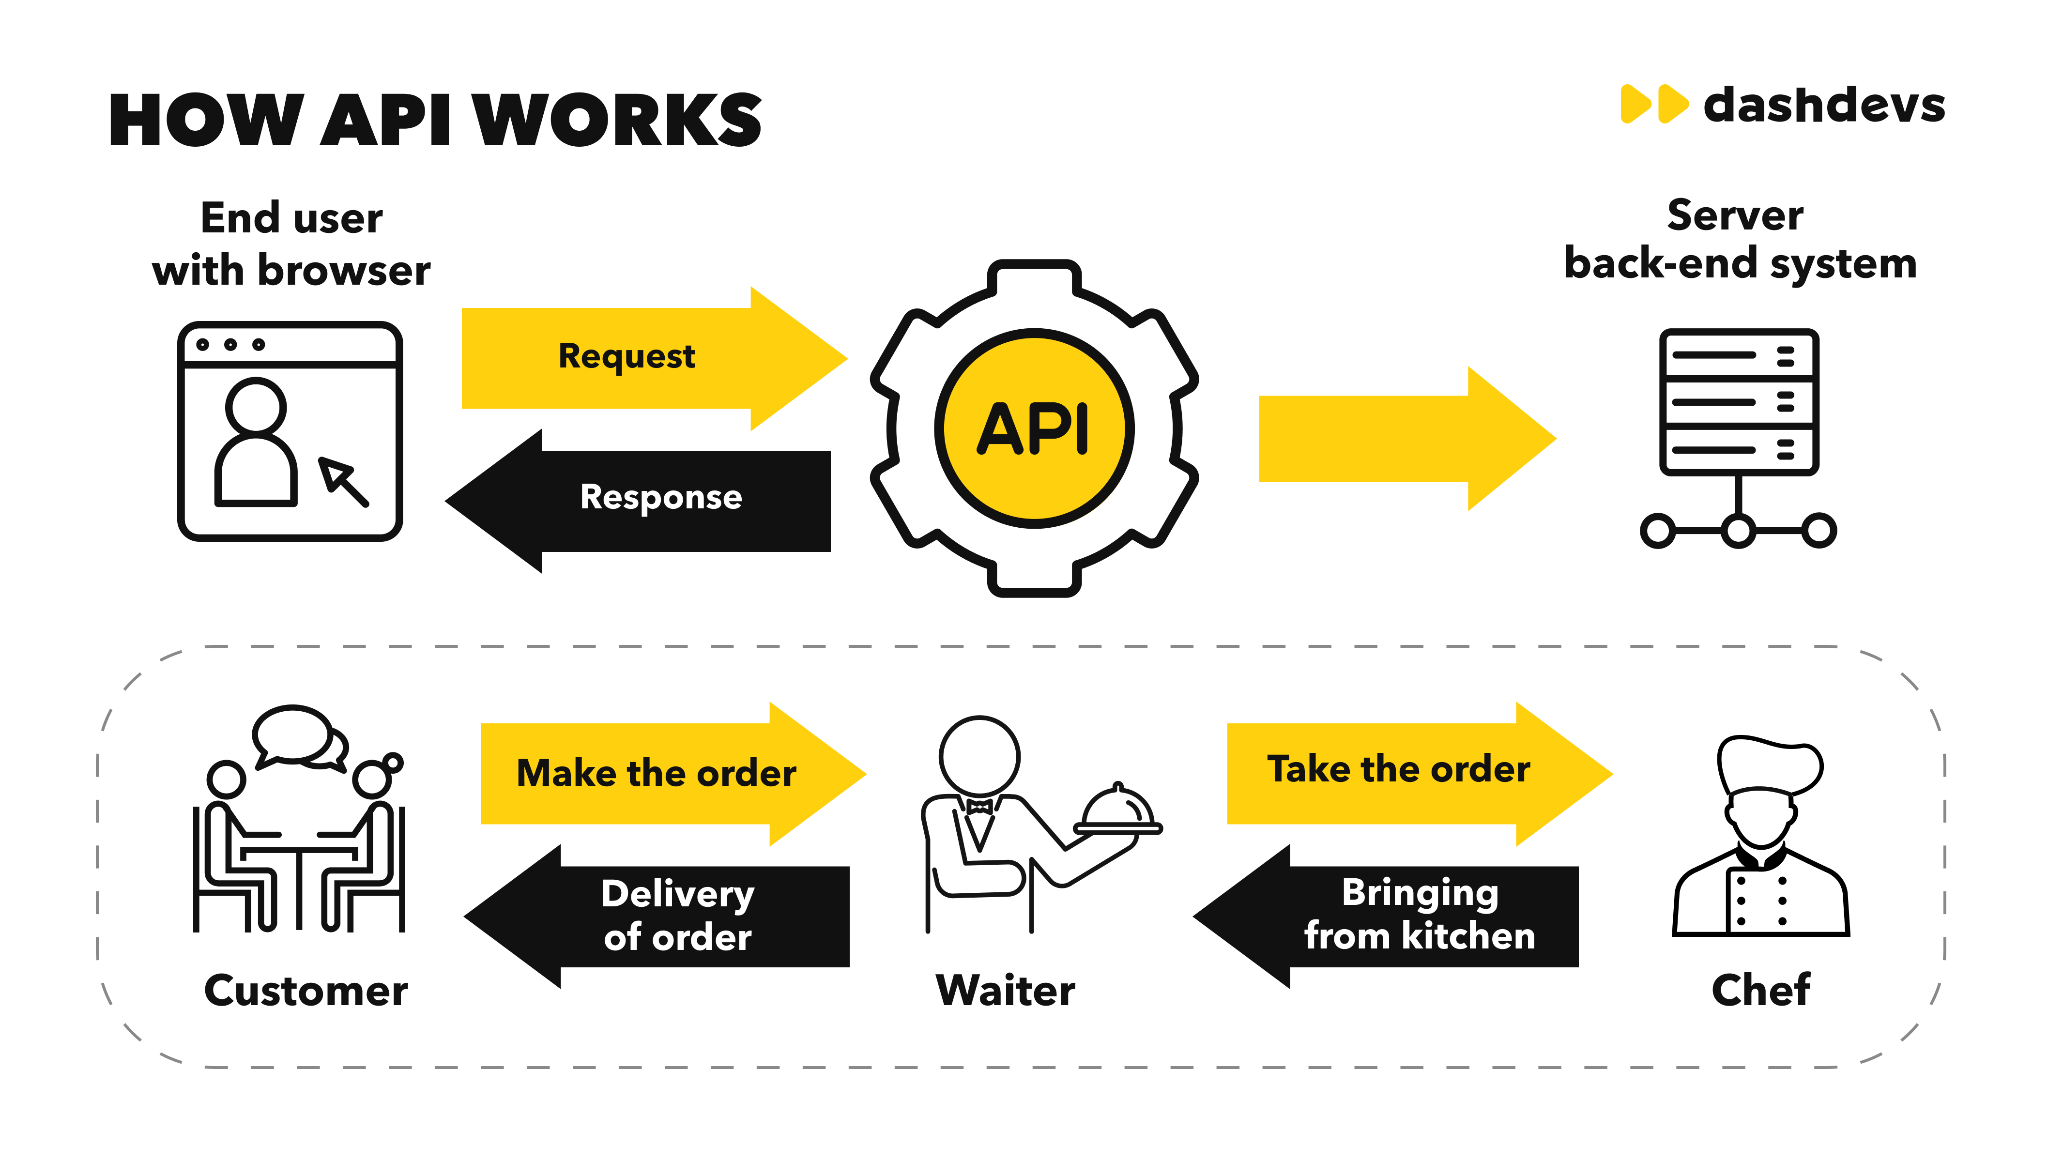 HOW API WORKS
dashdevs
End user
with browser
Server
back-end system
Request
API
Response
Make the order
Take the order
Delivery
of order
Bringing
from kitchen
Customer
Waiter
Chef